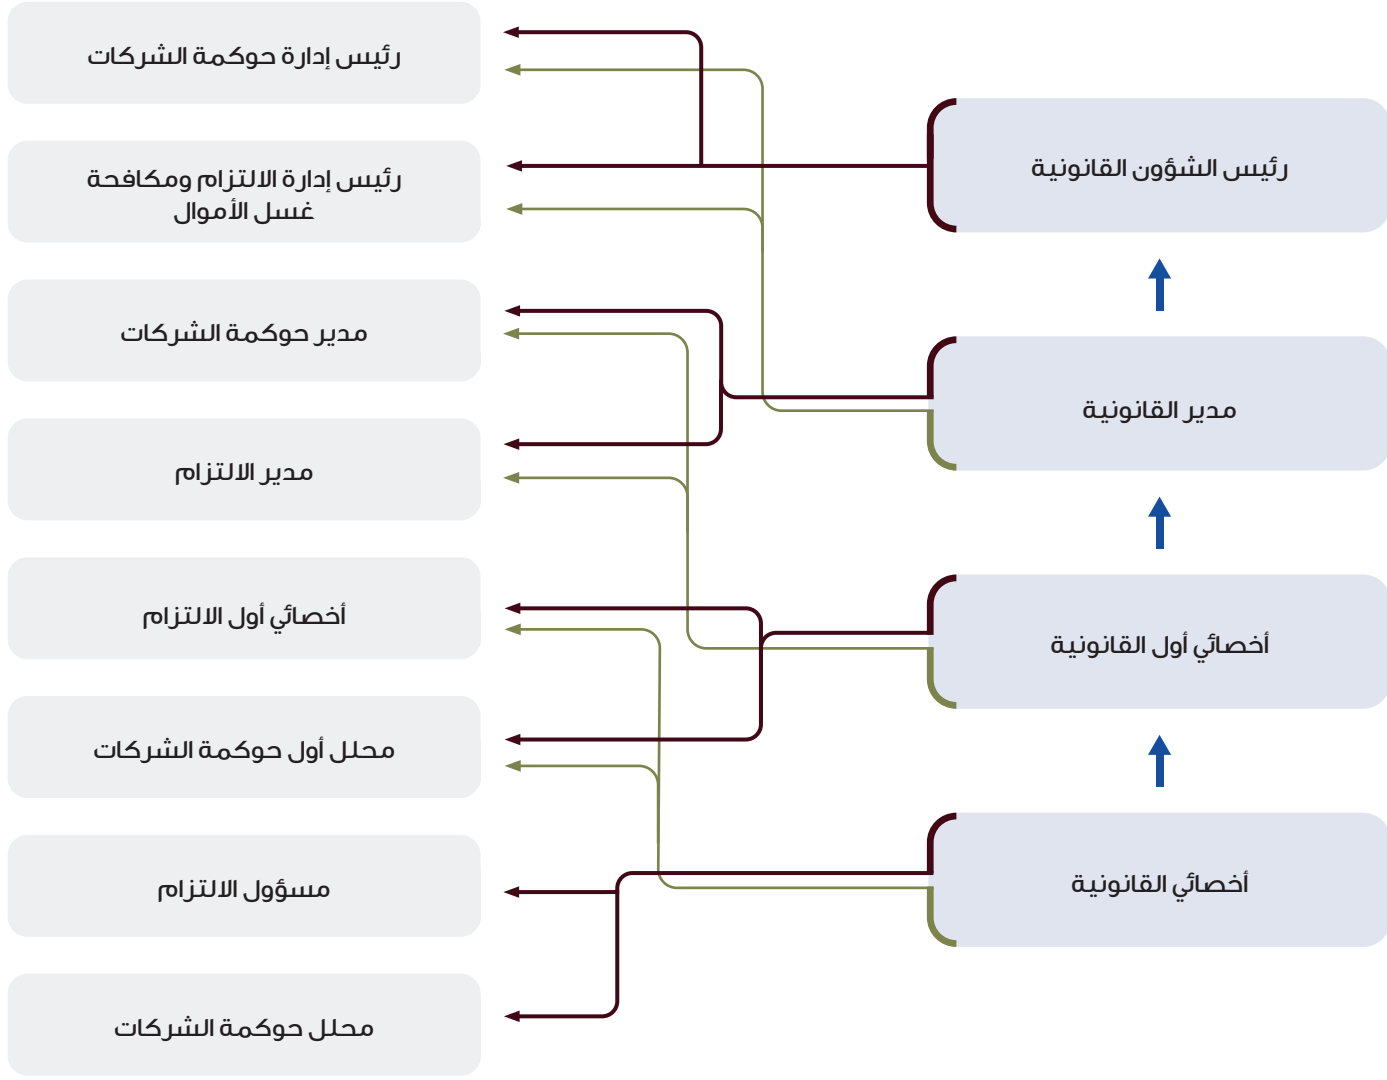 رئيس الشؤون القانونية
مدير القانونية
أخصائي أول القانونية
أخصائي القانونية
رئيس إدارة حوكمة الشركات
رئيس إدارة الالتزام ومكافحة
غسل الأموال
مدير حوكمة الشركات
مدير الالتزام
أخصائي أول الالتزام
محلل أول حوكمة الشركات
مسؤول الالتزام
محلل حوكمة الشركات